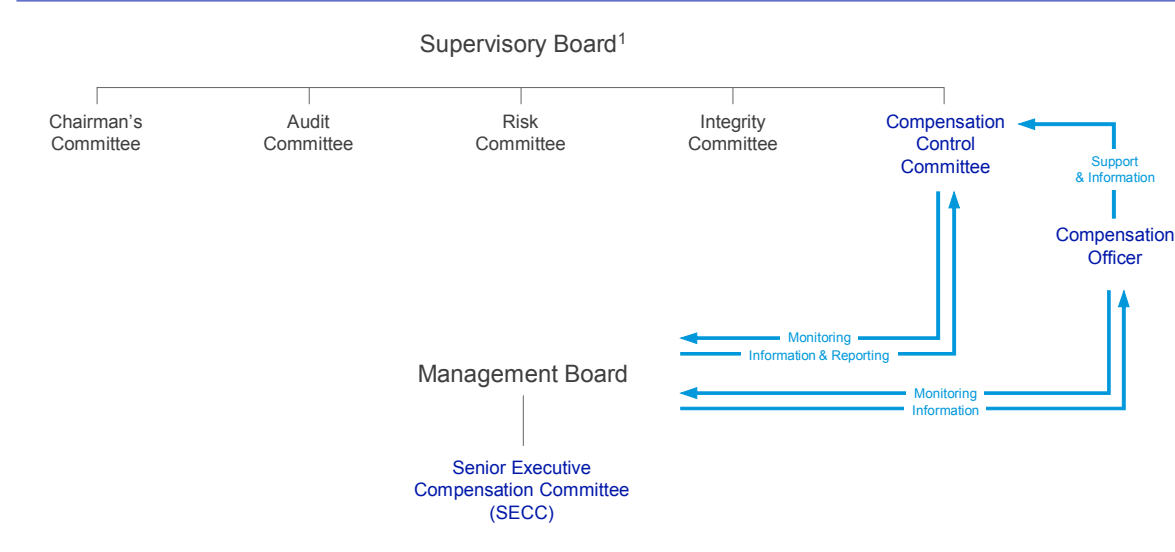 Supervisory Board1
Chairman's
Committee
Audit
Committee
Risk
Committee
Integrity
Committee
Compensation
Control
Committee
Support
& Information
Compensation
Officer
Monitoring
Information & Reporting
Management Board
Monitoring
Information
Senior Executive
Compensation Committee
(SECC)